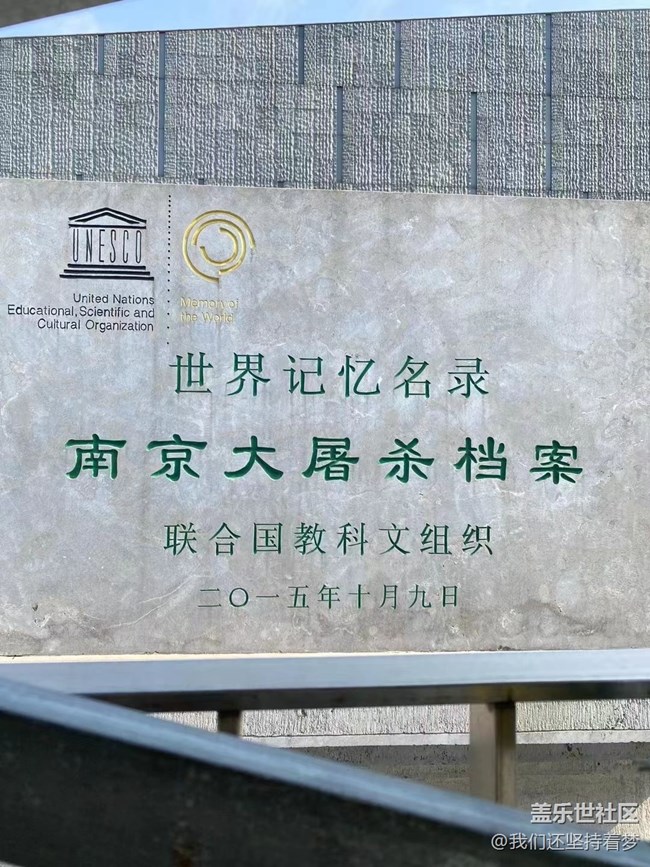 UNESCO
United Nations
Educational, Scientific and
Cultural Organization
Memory of
the World
世界记忆名录
南京大屠杀档案
联合国教科文组织
二〇一五年十月九日
盖乐世社区
@我们还坚持着梦